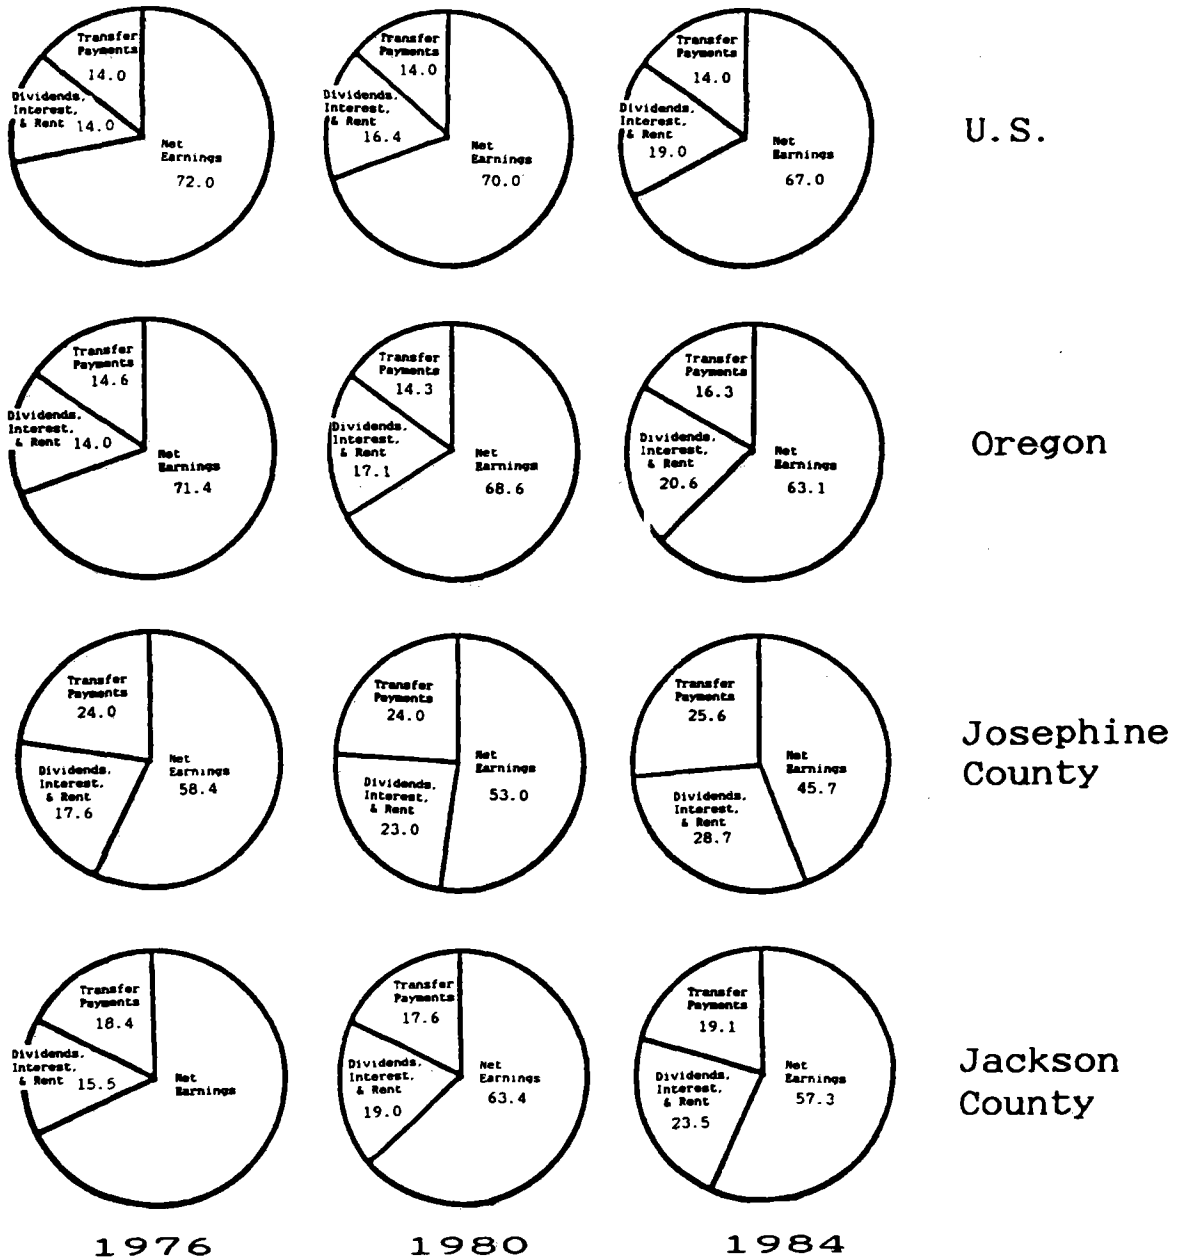 Transfer
Payments
14.0
Dividends,
Interest,
& Rent 14.0
Net
Earnings
72.0
Transfer
Payments
14.0
Dividends,
Interest,
& Rent
16.4
Net
Earnings
70.0
Transfer
Payments
14.0
Dividends,
Interest,
& Rent
19.0
Net
Earnings
67.0
U.S.
Transfer
Payments
14.6
Dividends,
Interest,
& Rent 14.0
Net
Earnings
71.4
Transfer
Payments
14.3
Dividends,
Interest,
& Rent
17.1
Net
Earnings
68.6
Transfer
Payments
16.3
Dividends,
Interest,
& Rent
20.6
Net
Earnings
63.1
Oregon
Transfer
Payments
24.0
Dividends,
Interest,
& Rent
17.6
Net
Earnings
58.4
Transfer
Payments
24.0
Dividends,
Interest,
& Rent
23.0
Net
Earnings
53.0
Transfer
Payments
25.6
Dividends,
Interest,
& Rent
28.7
Net
Earnings
45.7
Josephine
County
Transfer
Payments
18.4
Dividends,
Interest,
& Rent 15.5
Net
Earnings
Transfer
Payments
17.6
Dividends,
Interest,
& Rent
19.0
Net
Earnings
63.4
Transfer
Payments
19.1
Dividends,
Interest,
& Rent
23.5
Net
Earnings
57.3
Jackson
County
1976
1980
1984